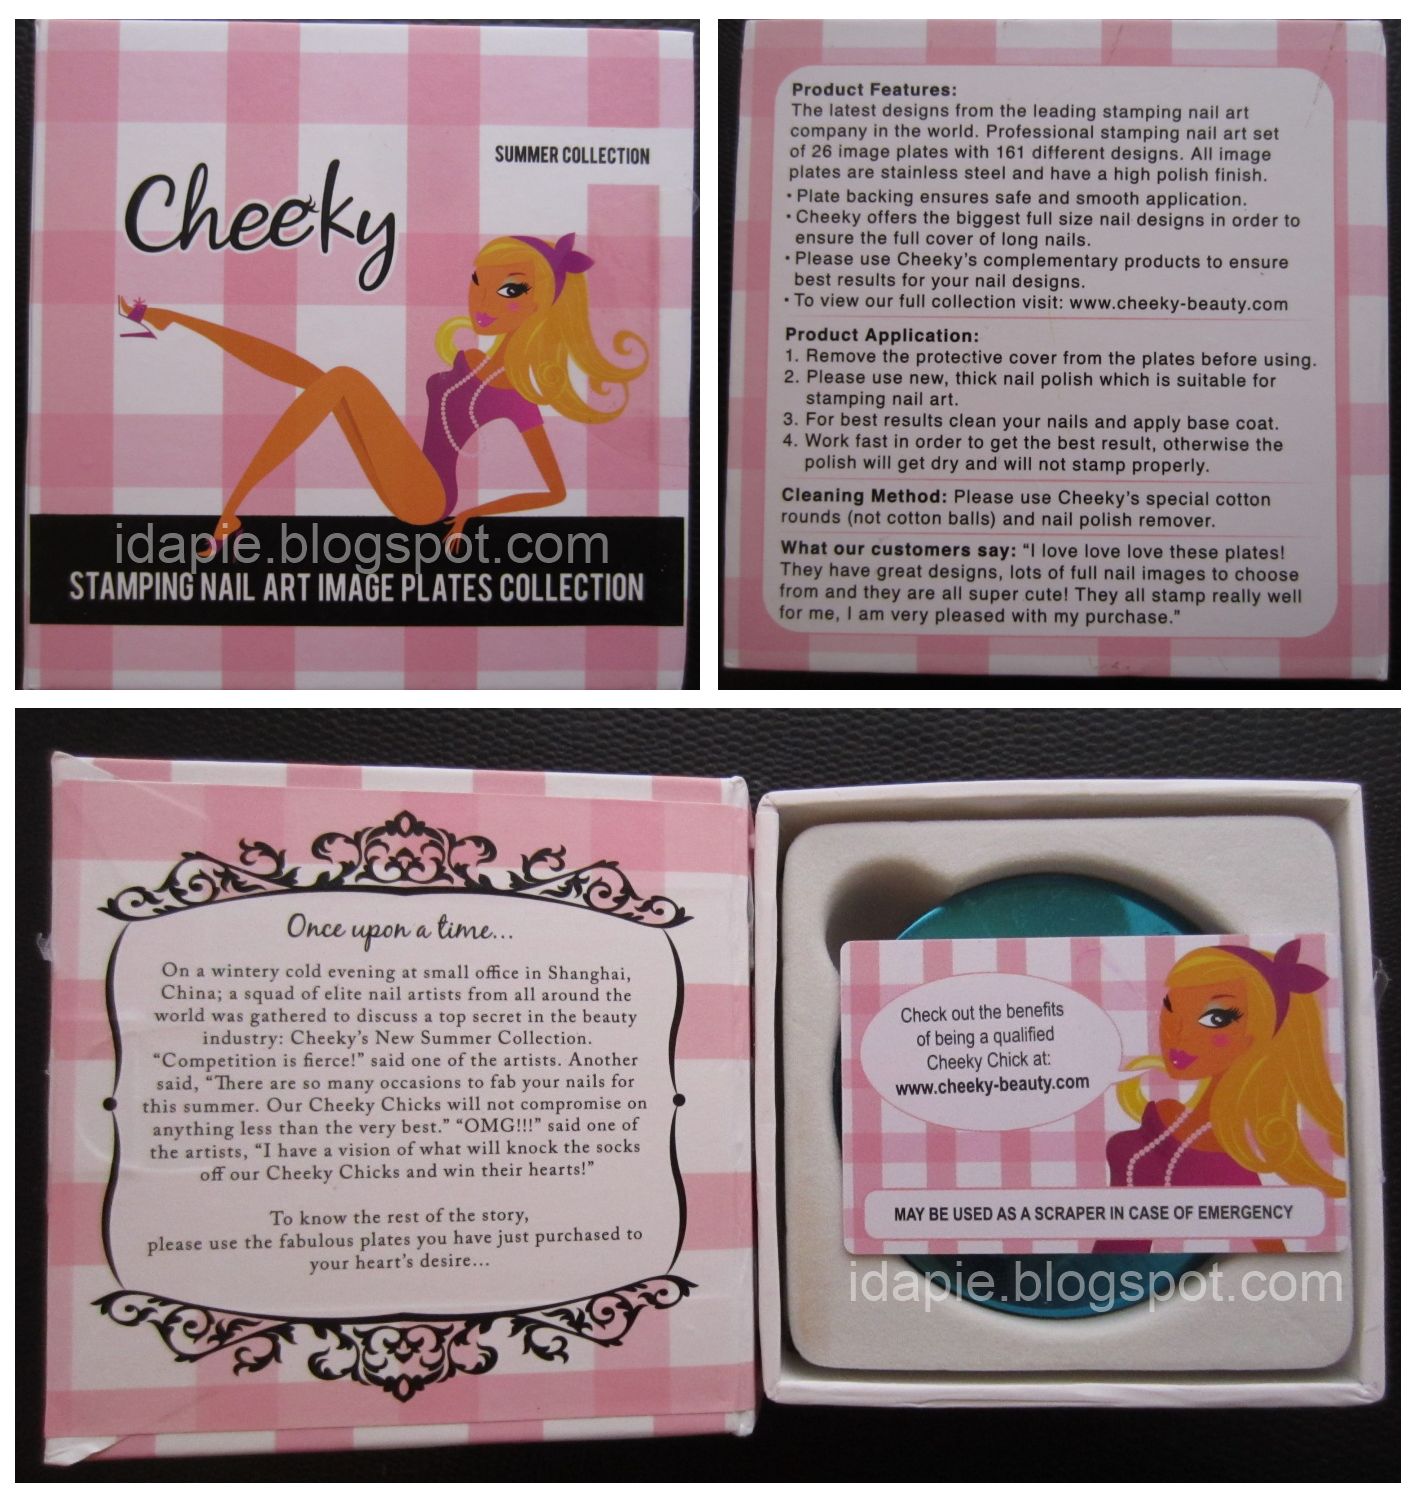 SUMMER COLLECTION
Cheeky
idapie.blogspot.com
STAMPING NAIL ART IMAGE PLATES COLLECTION
Product Features:
The latest designs from the leading stamping nail art
company in the world. Professional stamping nail art set
of 26 image plates with 161 different designs. All image
plates are stainless steel and have a high polish finish.
• Plate backing ensures safe and smooth application.
• Cheeky offers the biggest full size nail designs in order to
ensure the full cover of long nails.
• Please use Cheeky's complementary products to ensure
best results for your nail designs.
• To view our full collection visit: www.cheeky-beauty.com
Product Application:
1. Remove the protective cover from the plates before using.
2. Please use new, thick nail polish which is suitable for
stamping nail art.
3. For best results clean your nails and apply base coat.
4. Work fast in order to get the best result, otherwise the
polish will get dry and will not stamp properly.
Cleaning Method: Please use Cheeky's special cotton
rounds (not cotton balls) and nail polish remover.
What our customers say: “I love love love these plates!
They have great designs, lots of full nail images to choose
from and they are all super cute! They all stamp really well
for me, I am very pleased with my purchase.”
Once upon a time...
On a wintery cold evening at small office in Shanghai,
China; a squad of elite nail artists from all around the
world was gathered to discuss a top secret in the beauty
industry: Cheeky's New Summer Collection.
“Competition is fierce!” said one of the artists. Another
said, “There are so many occasions to fab your nails for
this summer. Our Cheeky Chicks will not compromise on
anything less than the very best.” “OMG!!!” said one of
the artists, “I have a vision of what will knock the socks
off our Cheeky Chicks and win their hearts!”
To know the rest of the story,
please use the fabulous plates you have just purchased to
your heart's desire...
Check out the benefits
of being a qualified
Cheeky Chick at:
www.cheeky-beauty.com
MAY BE USED AS A SCRAPER IN CASE OF EMERGENCY
idapie.blogspot.com